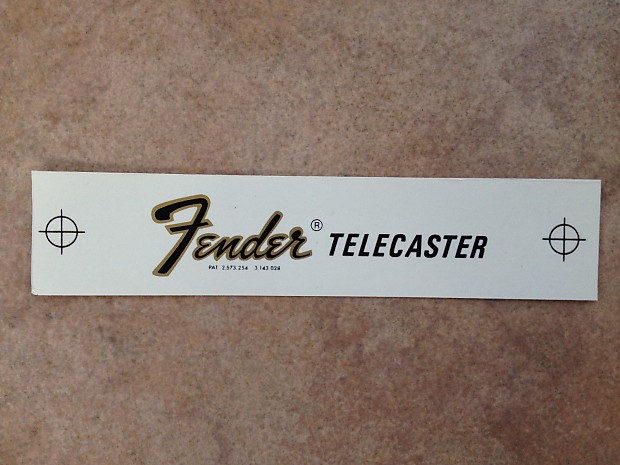 Fender® TELECASTER
PAT. 2,573,254 3,143,028